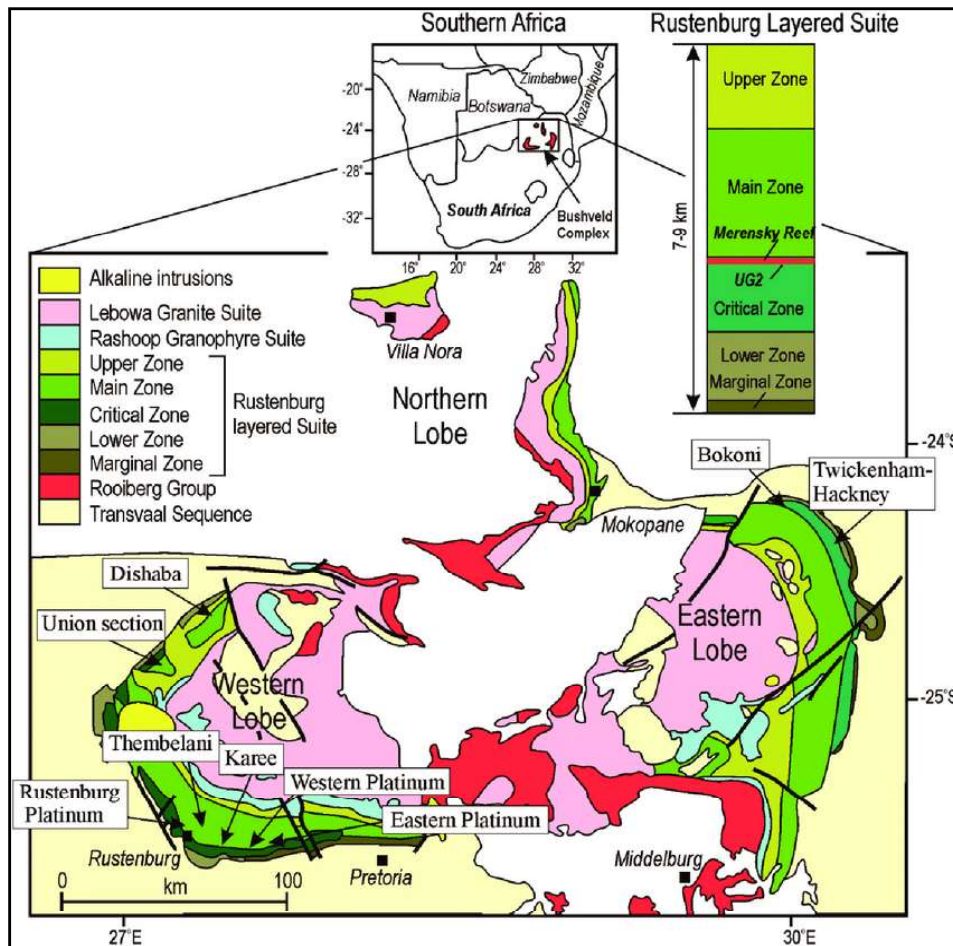 Southern Africa
Rustenburg Layered Suite
-20°
-24°
-28°
-32°
16°
20°
24°
28°
32°
Namibia
Botswana
Zimbabwe
Mozambique
South Africa
Bushveld
Complex
7-9 km
Upper Zone
Main Zone
Merensky Reef
UG2
Critical Zone
Lower Zone
Marginal Zone
Alkaline intrusions
Lebowa Granite Suite
Rashoop Granophyre Suite
Upper Zone
Main Zone
Critical Zone
Lower Zone
Marginal Zone
Rustenburg
layered Suite
Rooiberg Group
Transvaal Sequence
Villa Nora
Northern
Lobe
Mokopane
-24°S
Bokoni
Twickenham-
Hackney
Dishaba
Union section
Western
Lobe
Eastern
Lobe
-25°S
Thembelani
Karee
Western Platinum
Rustenburg
Platinum
Eastern Platinum
Rustenburg
Pretoria
Middelburg
0
100
km
27°E
30°E